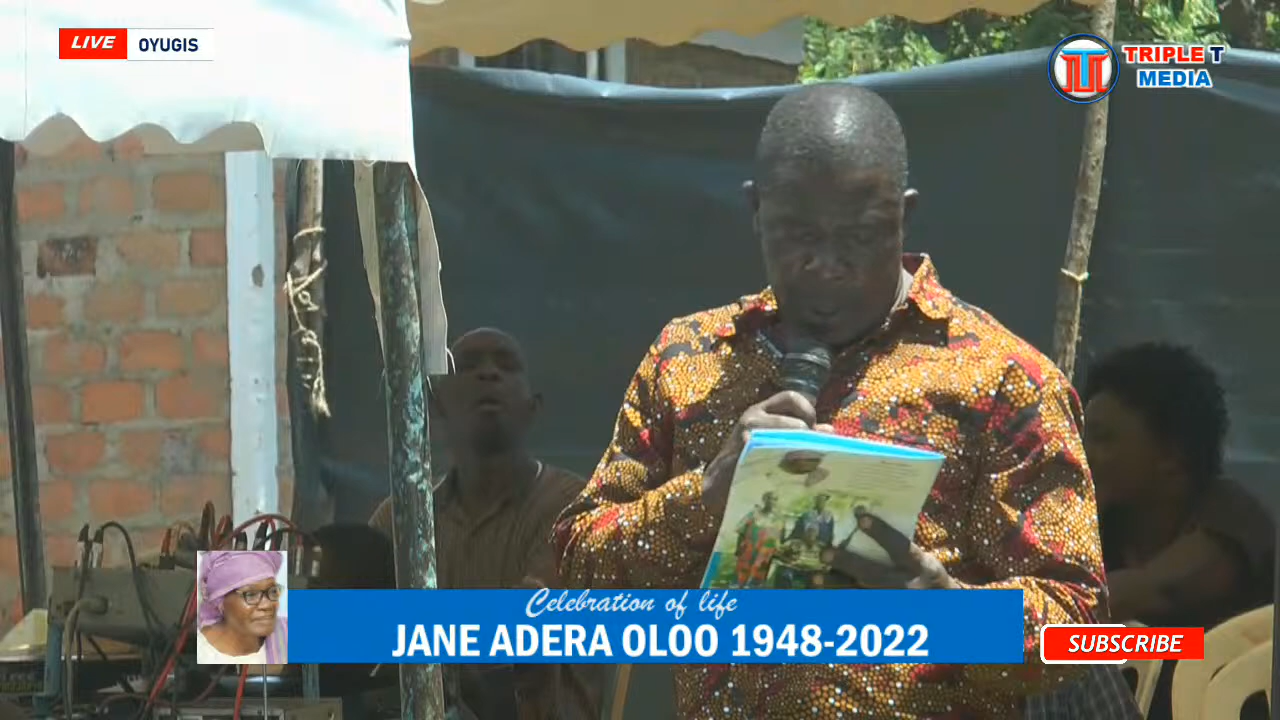 LIVE OYUGIS
TRIPLE T
MEDIA
Celebration of life
JANE ADERA OLOO 1948-2022
SUBSCRIBE